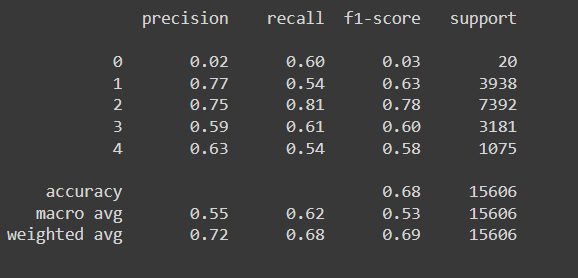 precision recall f1-score support
0 0.02 0.60 0.03 20
1 0.77 0.54 0.63 3938
2 0.75 0.81 0.78 7392
3 0.59 0.61 0.60 3181
4 0.63 0.54 0.58 1075
accuracy 0.68 15606
macro avg 0.55 0.62 0.53 15606
weighted avg 0.72 0.68 0.69 15606